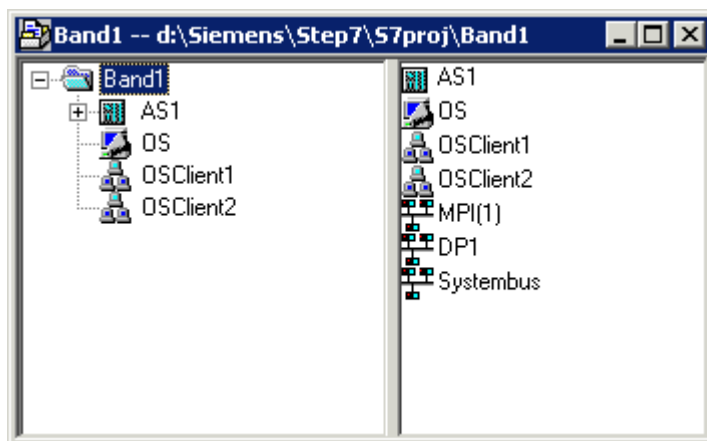 Band1 -- d:\Siemens\Step7\S7proj\Band1
Band1
AS1
OS
OSClient1
OSClient2
AS1
OS
OSClient1
OSClient2
MPI(1)
DP1
Systembus